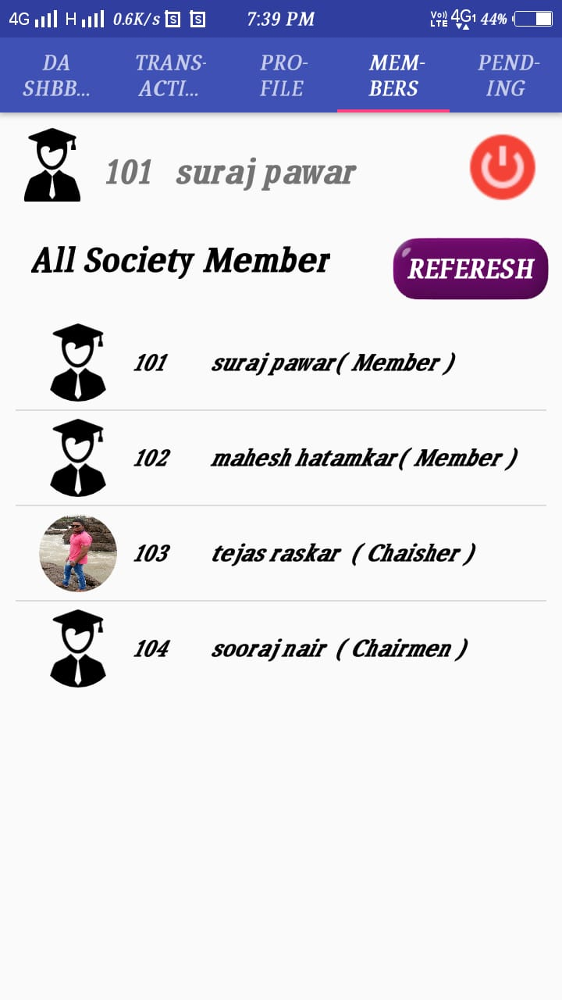 4G H 0.6K/s S S 7:39 PM Vo)) LTE 4G1 44%
DA TRANS- PRO- MEM- PEND-
SHBB... ACTI... FILE BERS ING
101 suraj pawar
All Society Member
REFERESH
101 suraj pawar( Member )
102 mahesh hatamkar( Member )
103 tejas raskar ( Chaisher )
104 sooraj nair ( Chairmen )